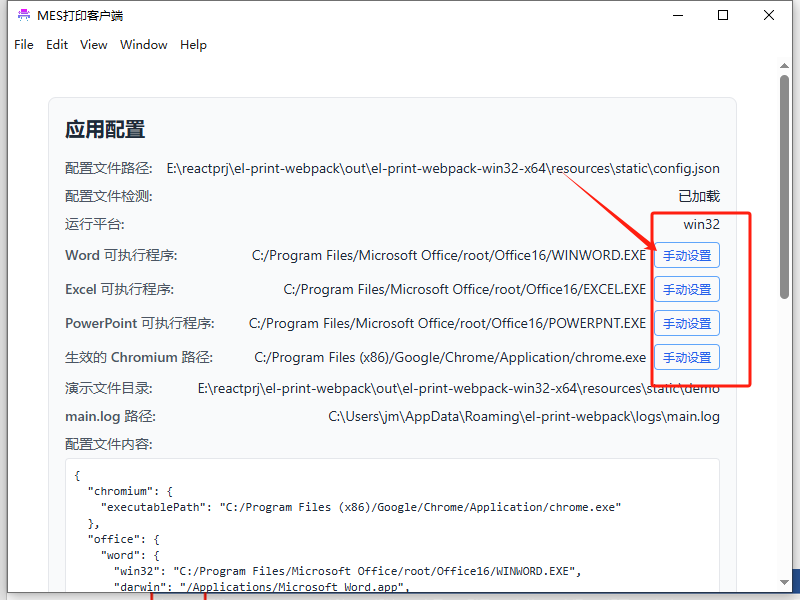 MES打印客户端
File Edit View Window Help
应用配置
配置文件路径: E:\reactprj\el-print-webpack\out\el-print-webpack-win32-x64\resources\static\config.json
配置文件检测: 已加载
运行平台: win32
Word 可执行程序: C:/Program Files/Microsoft Office/root/Office16/WINWORD.EXE 手动设置
Excel 可执行程序: C:/Program Files/Microsoft Office/root/Office16/EXCEL.EXE 手动设置
PowerPoint 可执行程序: C:/Program Files/Microsoft Office/root/Office16/POWERPNT.EXE 手动设置
生效的 Chromium 路径: C:/Program Files (x86)/Google/Chrome/Application/chrome.exe 手动设置
演示文件目录: E:\reactprj\el-print-webpack\out\el-print-webpack-win32-x64\resources\static\demo
main.log 路径: C:\Users\jm\AppData\Roaming\el-print-webpack\logs\main.log
配置文件内容:
{
"chromium": {
"executablePath": "C:/Program Files (x86)/Google/Chrome/Application/chrome.exe"
},
"office": {
"word": {
"win32": "C:/Program Files/Microsoft Office/root/Office16/WINWORD.EXE",
"darwin": "/Applications/Microsoft Word.app",